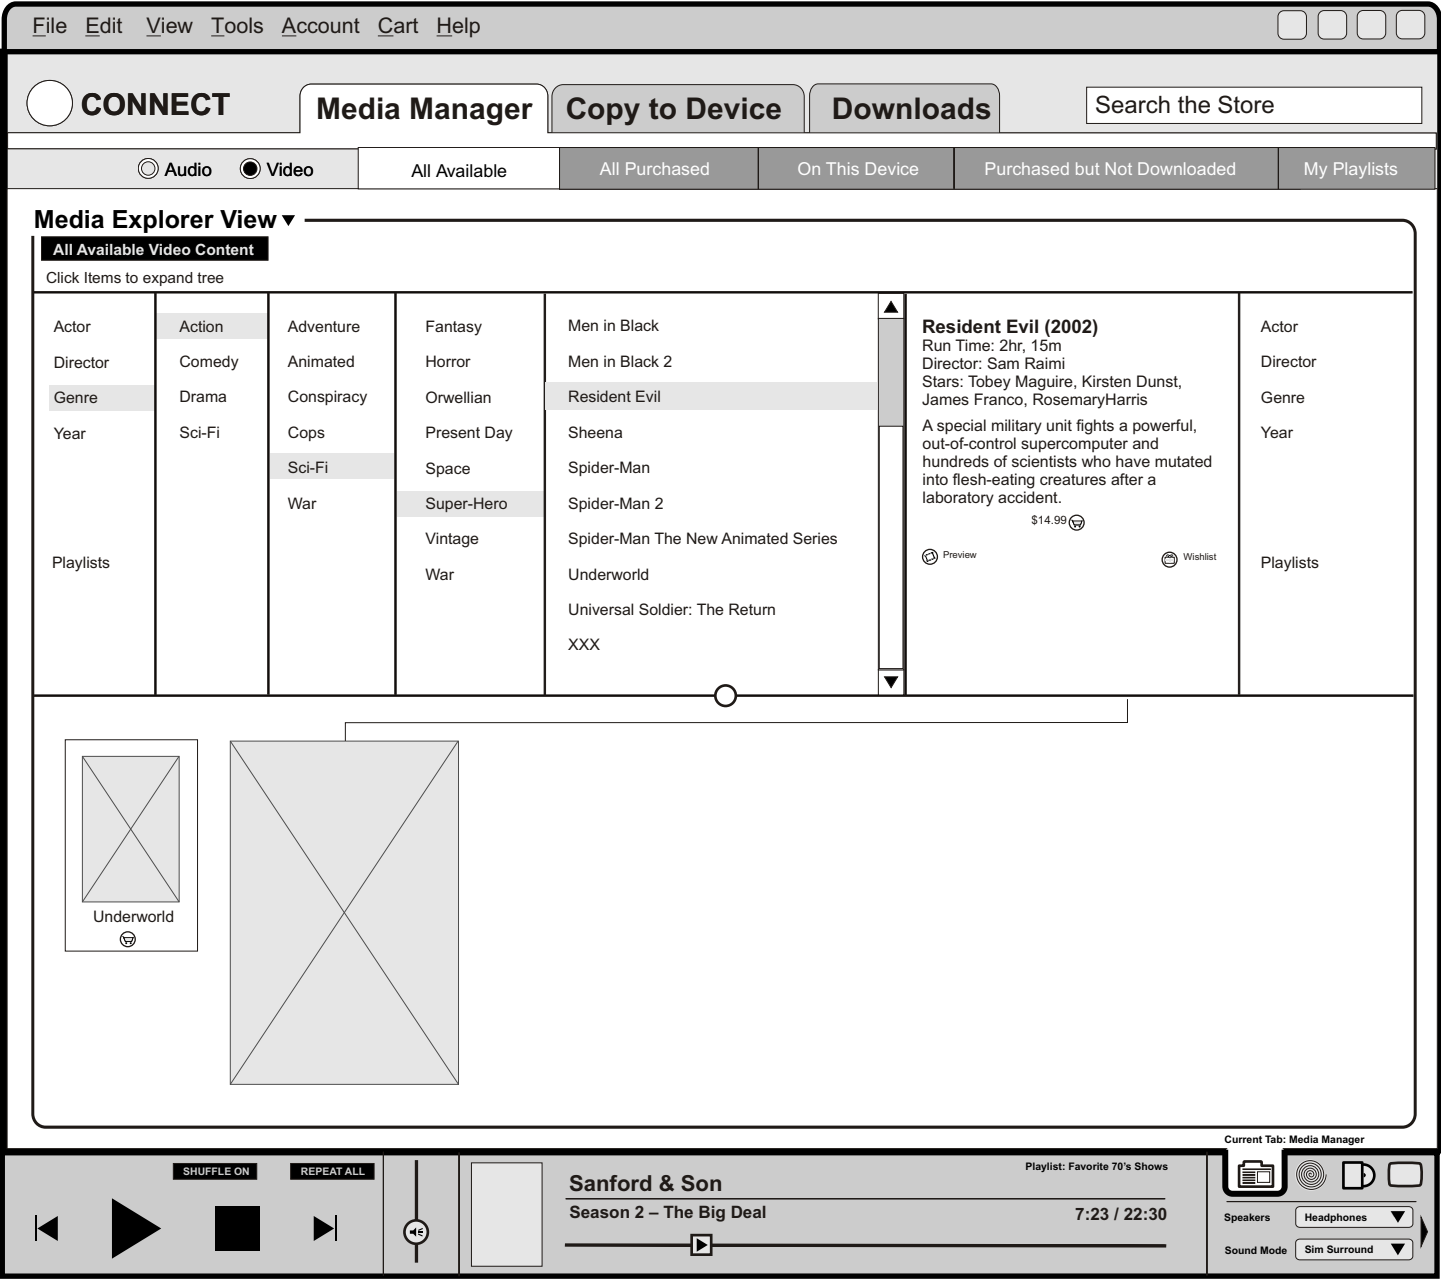 File Edit View Tools Account Cart Help
CONNECT
Media Manager
Copy to Device
Downloads
Search the Store
Audio
Video
All Available
All Purchased
On This Device
Purchased but Not Downloaded
My Playlists
Media Explorer View
All Available Video Content
Click Items to expand tree
Actor
Director
Genre
Year
Playlists
Action
Comedy
Drama
Sci-Fi
Adventure
Animated
Conspiracy
Cops
Sci-Fi
War
Fantasy
Horror
Orwellian
Present Day
Space
Super-Hero
Vintage
War
Men in Black
Men in Black 2
Resident Evil
Sheena
Spider-Man
Spider-Man 2
Spider-Man The New Animated Series
Underworld
Universal Soldier: The Return
XXX
Resident Evil (2002)
Run Time: 2hr, 15m
Director: Sam Raimi
Stars: Tobey Maguire, Kirsten Dunst,
James Franco, RosemaryHarris
A special military unit fights a powerful,
out-of-control supercomputer and
hundreds of scientists who have mutated
into flesh-eating creatures after a
laboratory accident.
$14.99
Preview
Wishlist
Actor
Director
Genre
Year
Playlists
Underworld
Current Tab: Media Manager
SHUFFLE ON
REPEAT ALL
Playlist: Favorite 70's Shows
Sanford & Son
Season 2 – The Big Deal
7:23 / 22:30
Speakers
Headphones
Sound Mode
Sim Surround